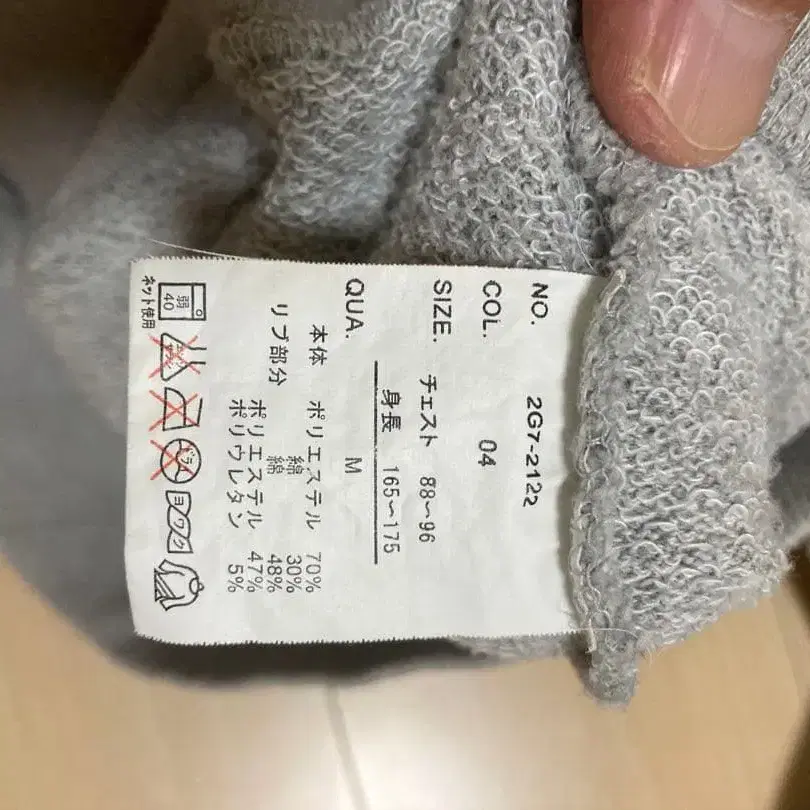 NO. 2G7-2122
COL. 04
SIZE. チェスト 88〜96
身長 165〜175
M
QUA.
本体 ポリエステル 70%
綿 30%
リブ部分 綿 48%
ポリエステル 47%
ポリウレタン 5%
弱
40
ネット使用
ドライ
ヨワク